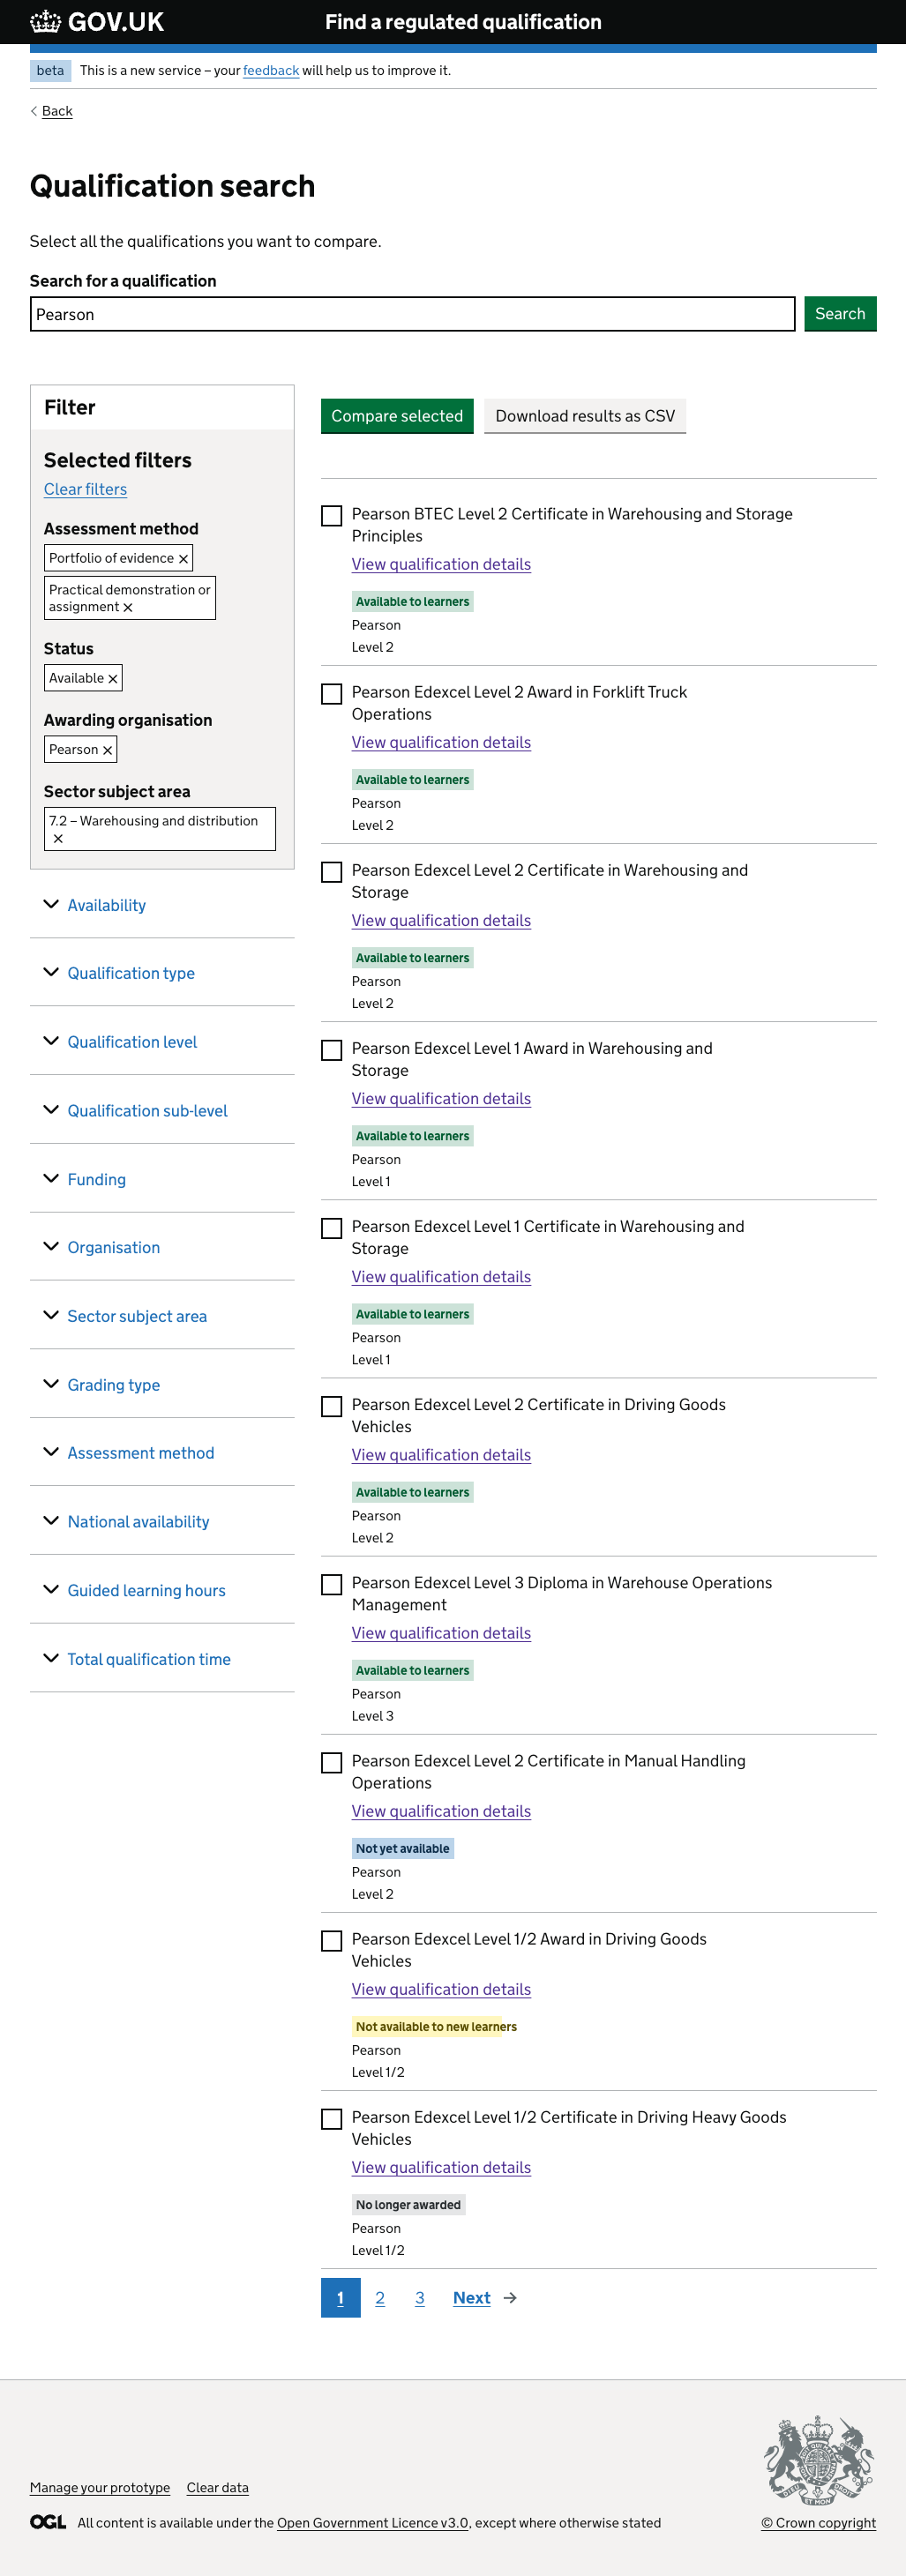 GOV.UK
Find a regulated qualification
beta This is a new service – your feedback will help us to improve it.
Back
Qualification search
Select all the qualifications you want to compare.
Search for a qualification
Pearson
Search
Filter
Selected filters
Clear filters
Assessment method
Portfolio of evidence
Practical demonstration or
assignment
Status
Available
Awarding organisation
Pearson
Sector subject area
7.2 – Warehousing and distribution
Availability
Qualification type
Qualification level
Qualification sub-level
Funding
Organisation
Sector subject area
Grading type
Assessment method
National availability
Guided learning hours
Total qualification time
Compare selected
Download results as CSV
Pearson BTEC Level 2 Certificate in Warehousing and Storage
Principles
View qualification details
Available to learners
Pearson
Level 2
Pearson Edexcel Level 2 Award in Forklift Truck
Operations
View qualification details
Available to learners
Pearson
Level 2
Pearson Edexcel Level 2 Certificate in Warehousing and
Storage
View qualification details
Available to learners
Pearson
Level 2
Pearson Edexcel Level 1 Award in Warehousing and
Storage
View qualification details
Available to learners
Pearson
Level 1
Pearson Edexcel Level 1 Certificate in Warehousing and
Storage
View qualification details
Available to learners
Pearson
Level 1
Pearson Edexcel Level 2 Certificate in Driving Goods
Vehicles
View qualification details
Available to learners
Pearson
Level 2
Pearson Edexcel Level 3 Diploma in Warehouse Operations
Management
View qualification details
Available to learners
Pearson
Level 3
Pearson Edexcel Level 2 Certificate in Manual Handling
Operations
View qualification details
Not yet available
Pearson
Level 2
Pearson Edexcel Level 1/2 Award in Driving Goods
Vehicles
View qualification details
Not available to new learners
Pearson
Level 1/2
Pearson Edexcel Level 1/2 Certificate in Driving Heavy Goods
Vehicles
View qualification details
No longer awarded
Pearson
Level 1/2
1 2 3 Next
Manage your prototype Clear data
OGL All content is available under the Open Government Licence v3.0, except where otherwise stated
© Crown copyright